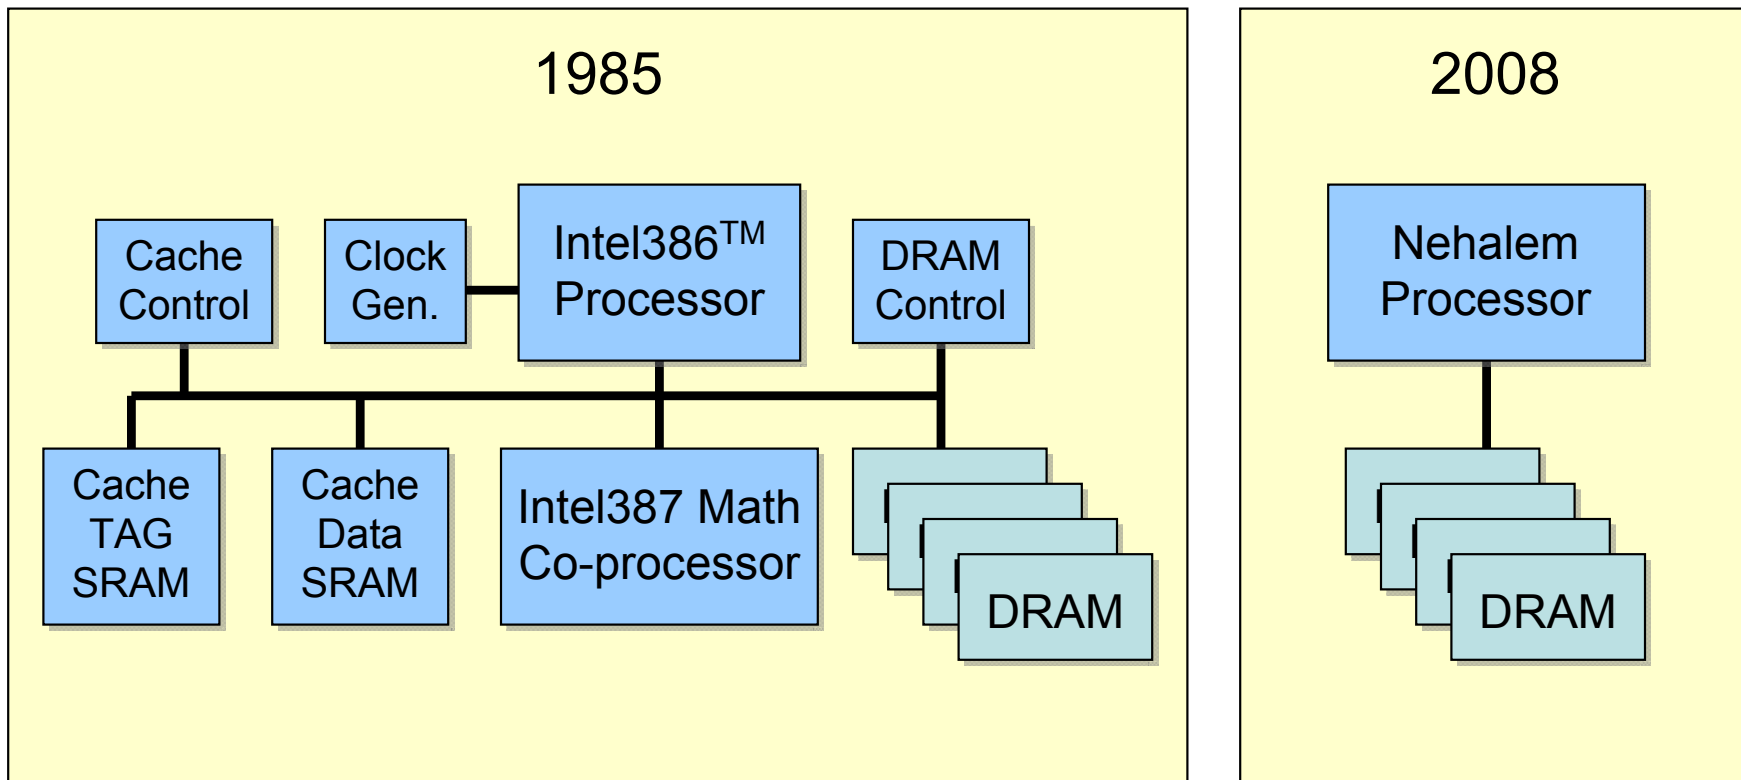 1985
Cache
Control
Clock
Gen.
Intel386™
Processor
DRAM
Control
Cache
TAG
SRAM
Cache
Data
SRAM
Intel387 Math
Co-processor
DRAM
2008
Nehalem
Processor
DRAM